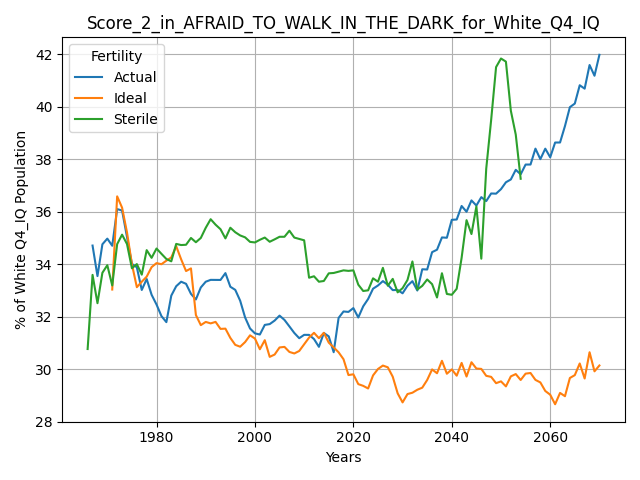 Score_2_in_AFRAID_TO_WALK_IN_THE_DARK_for_White_Q4_IQ
Fertility
Actual
Ideal
Sterile
% of White Q4_IQ Population
42
40
38
36
34
32
30
28
1980
2000
2020
2040
2060
Years